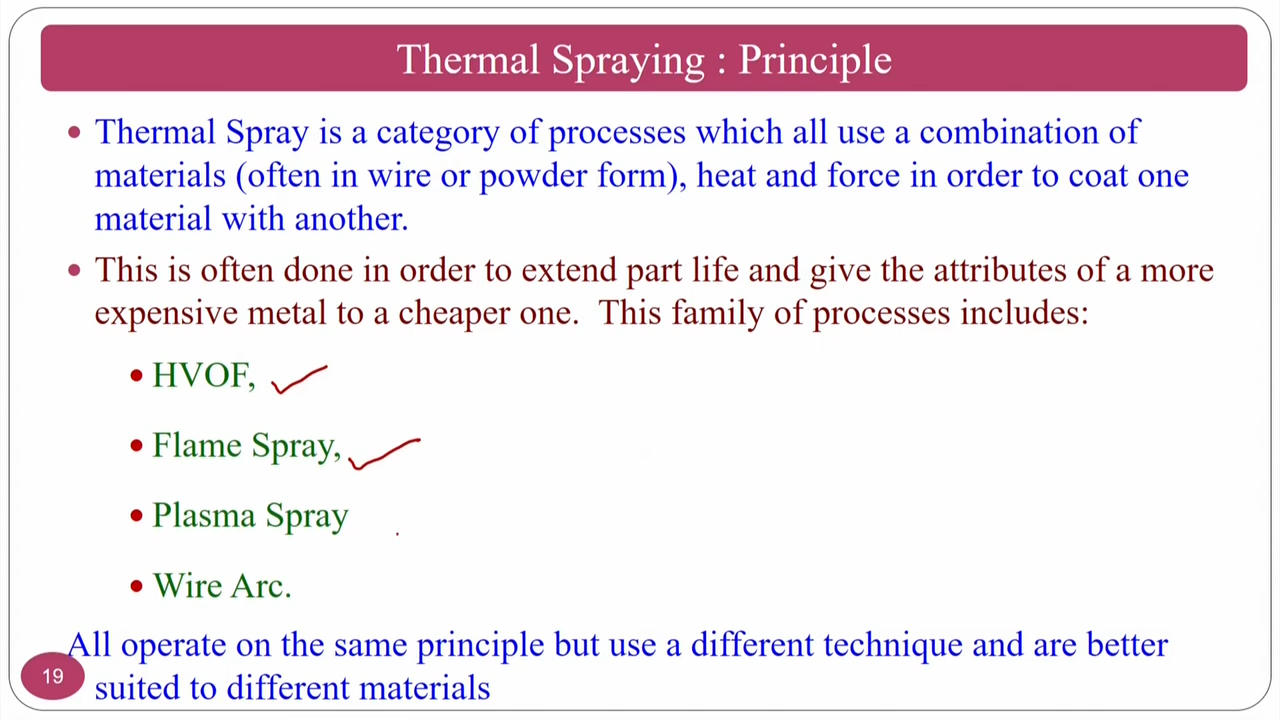 Thermal Spraying : Principle
• Thermal Spray is a category of processes which all use a combination of
materials (often in wire or powder form), heat and force in order to coat one
material with another.
• This is often done in order to extend part life and give the attributes of a more
expensive metal to a cheaper one. This family of processes includes:
• HVOF,
• Flame Spray,
• Plasma Spray
• Wire Arc.
All operate on the same principle but use a different technique and are better
suited to different materials
19